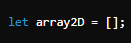 let array2D = [];